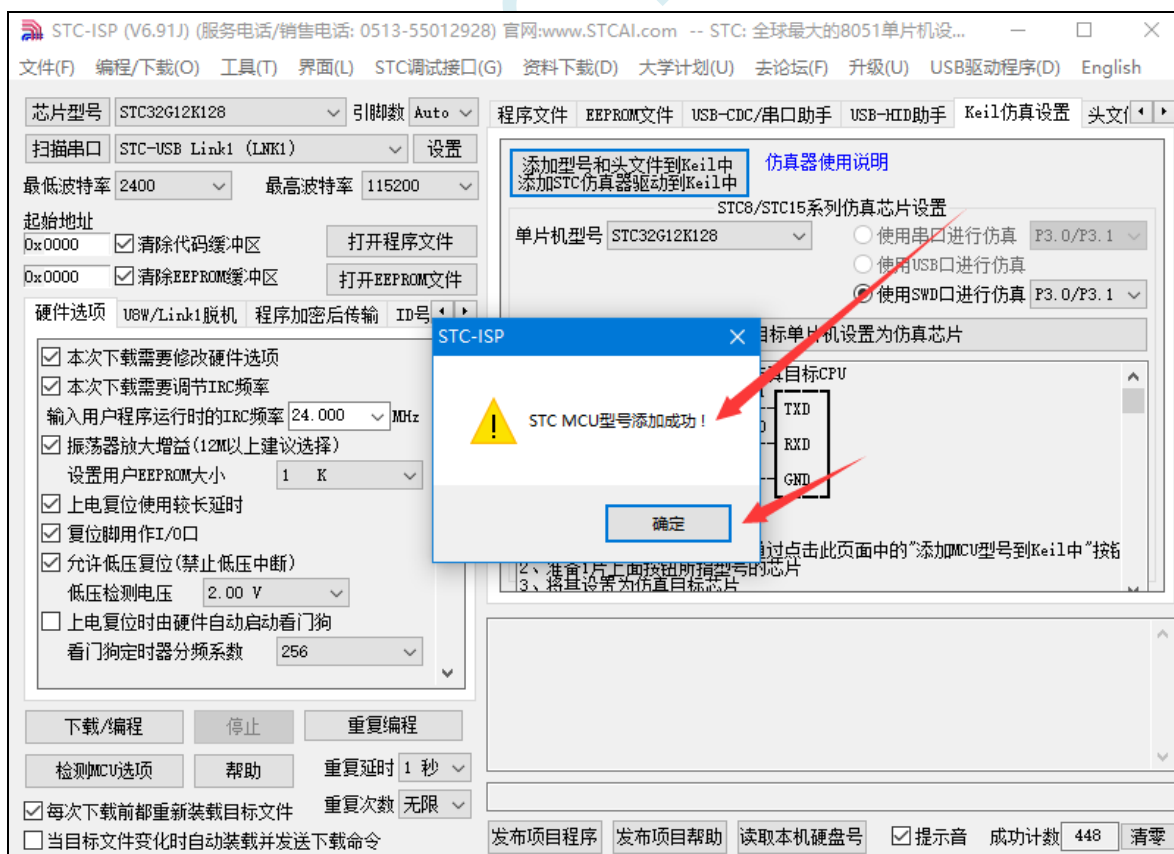 STC-ISP (V6.91J) (服务电话/销售电话: 0513-55012928) 官网:www.STCAI.com -- STC: 全球最大的8051单片机设...
文件(F) 编程/下载(O) 工具(T) 界面(L) STC调试接口(G) 资料下载(D) 大学计划(U) 去论坛(F) 升级(U) USB驱动程序(D) English
芯片型号 STC32G12K128 引脚数 Auto
扫描串口 STC-USB Link1 (LNK1) 设置
最低波特率 2400 最高波特率 115200
起始地址
0x0000 清除代码缓冲区 打开程序文件
0x0000 清除EEPROM缓冲区 打开EEPROM文件
硬件选项 U8W/Link1脱机 程序加密后传输 ID号
本次下载需要修改硬件选项
本次下载需要调节IRC频率
输入用户程序运行时的IRC频率 24.000 MHz
振荡器放大增益(12M以上建议选择)
设置用户EEPROM大小 1 K
上电复位使用较长延时
复位脚用作I/O口
允许低压复位(禁止低压中断)
低压检测电压 2.00 V
上电复位时由硬件自动启动看门狗
看门狗定时器分频系数 256
下载/编程 停止 重复编程
检测MCU选项 帮助 重复延时 1 秒
每次下载前都重新装载目标文件 重复次数 无限
当目标文件变化时自动装载并发送下载命令
程序文件 EEPROM文件 USB-CDC/串口助手 USB-HID助手 Keil仿真设置 头文
添加型号和头文件到Keil中
添加STC仿真器驱动到Keil中
仿真器使用说明
STC8/STC15系列仿真芯片设置
单片机型号 STC32G12K128 使用串口进行仿真 P3.0/P3.1
使用USB口进行仿真
使用SWD口进行仿真 P3.0/P3.1
目标单片机设置为仿真芯片
目标CPU
TXD
RXD
GND
STC-ISP
STC MCU型号添加成功！
确定
过点击此页面中的"添加MCU型号到Keil中"按钮
2、准备1片上面按钮所指型号的芯片
3、将其设置为仿真目标芯片
发布项目程序 发布项目帮助 读取本机硬盘号 提示音 成功计数 448 清零